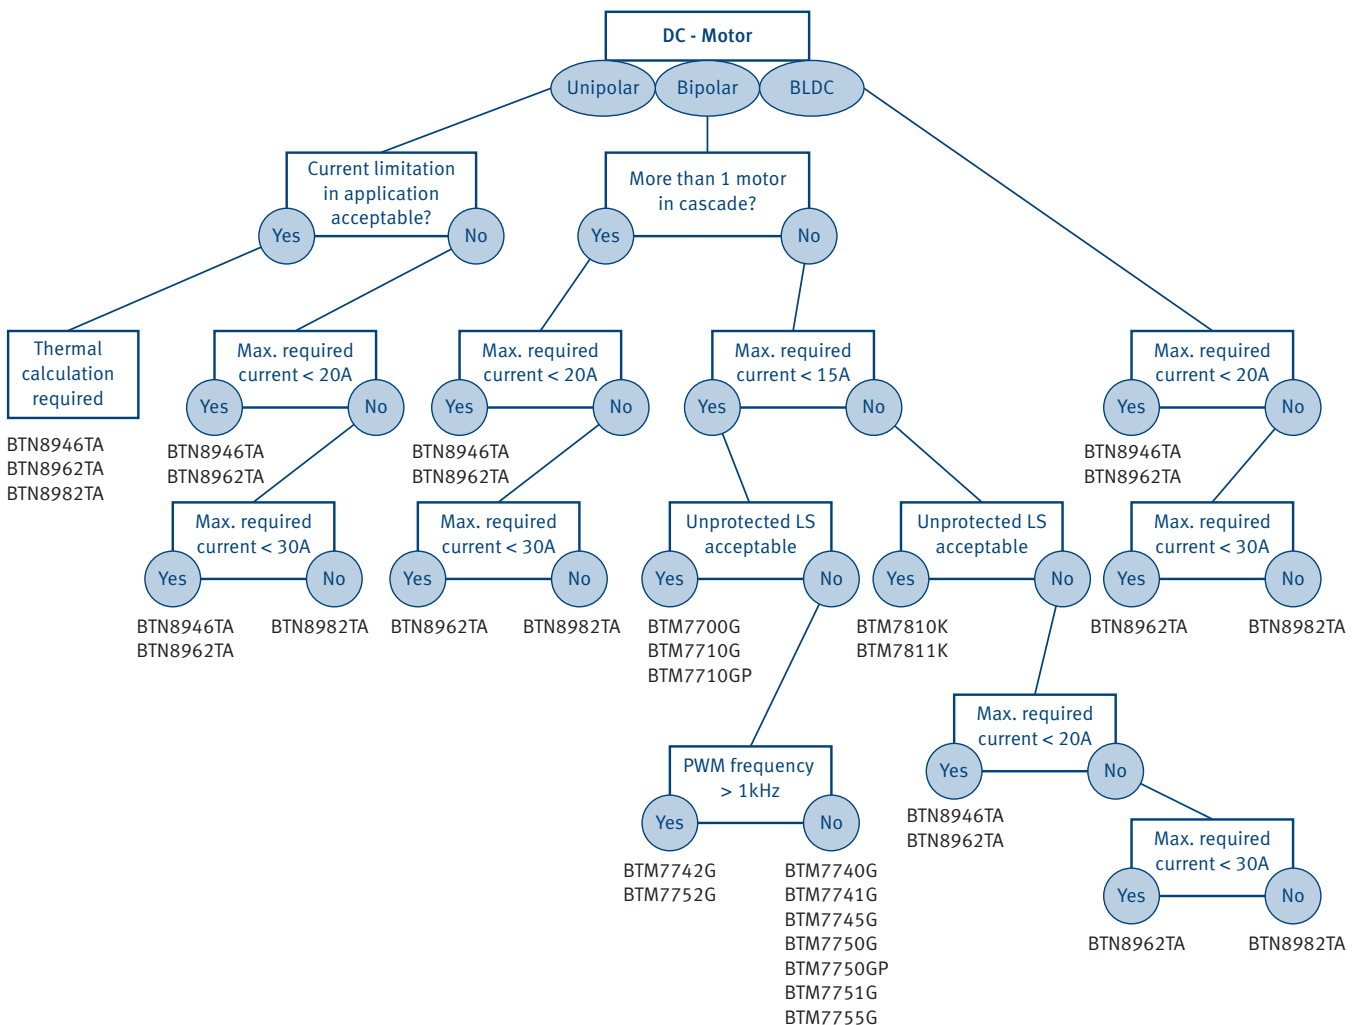 DC - Motor
Unipolar
Bipolar
BLDC
Current limitation
in application
acceptable?
Yes
No
More than 1 motor
in cascade?
Yes
No
Thermal
calculation
required
BTN8946TA
BTN8962TA
BTN8982TA
Max. required
current < 20A
Yes
No
BTN8946TA
BTN8962TA
Max. required
current < 20A
Yes
No
BTN8946TA
BTN8962TA
Max. required
current < 15A
Yes
No
Max. required
current < 20A
Yes
No
BTN8946TA
BTN8962TA
Max. required
current < 30A
Yes
No
BTN8946TA
BTN8962TA
BTN8982TA
Max. required
current < 30A
Yes
No
BTN8962TA
BTN8982TA
Unprotected LS
acceptable
Yes
No
BTM7700G
BTM7710G
BTM7710GP
Unprotected LS
acceptable
Yes
No
BTM7810K
BTM7811K
Max. required
current < 30A
Yes
No
BTN8962TA
BTN8982TA
PWM frequency
> 1kHz
Yes
No
BTM7742G
BTM7752G
BTM7740G
BTM7741G
BTM7745G
BTM7750G
BTM7750GP
BTM7751G
BTM7755G
Max. required
current < 20A
Yes
No
BTN8946TA
BTN8962TA
Max. required
current < 30A
Yes
No
BTN8962TA
BTN8982TA